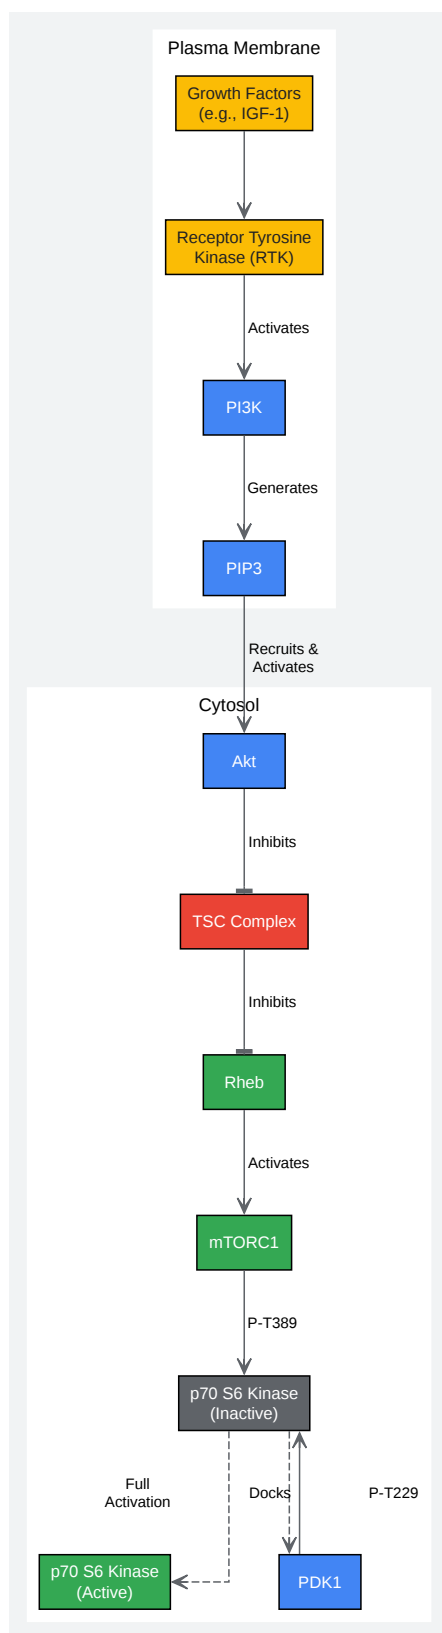 Plasma Membrane
Growth Factors
(e.g., IGF-1)
Receptor Tyrosine
Kinase (RTK)
Activates
PI3K
Generates
PIP3
Recruits &
Activates
Cytosol
Akt
Inhibits
TSC Complex
Inhibits
Rheb
Activates
mTORC1
P-T389
p70 S6 Kinase
(Inactive)
Full
Activation
Docks
P-T229
p70 S6 Kinase
(Active)
PDK1